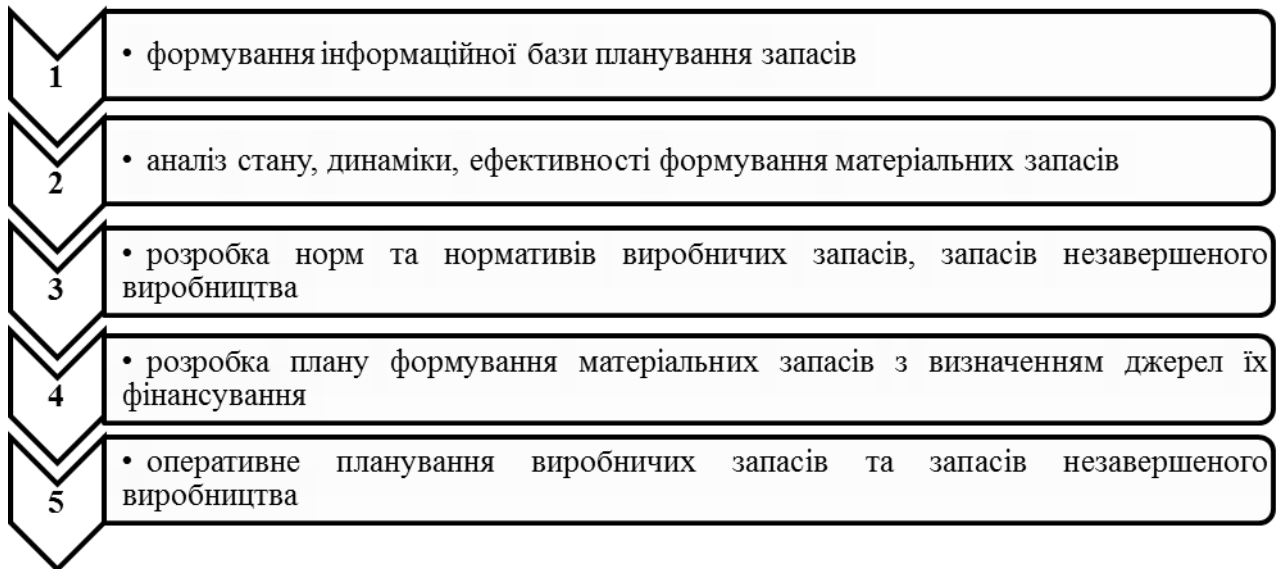 1
• формування інформаційної бази планування запасів
2
• аналіз стану, динаміки, ефективності формування матеріальних запасів
3
• розробка норм та нормативів виробничих запасів, запасів незавершеного
виробництва
4
• розробка плану формування матеріальних запасів з визначенням джерел їх
фінансування
5
• оперативне планування виробничих запасів та запасів незавершеного
виробництва